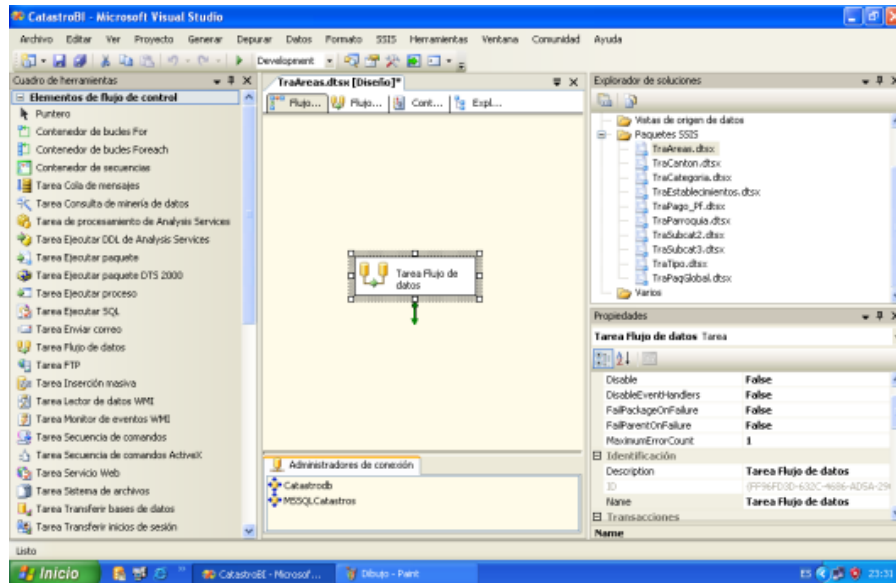 CatastroBI - Microsoft Visual Studio
Archivo Editar Ver Proyecto Generar Depurar Datos Formato SSIS Herramientas Ventana Comunidad Ayuda
Development
Cuadro de herramientas
Elementos de flujo de control
Puntero
Contenedor de bucles For
Contenedor de bucles Foreach
Contenedor de secuencias
Tarea Cola de mensajes
Tarea Consulta de minería de datos
Tarea de procesamiento de Analysis Services
Tarea Ejecutar DDL de Analysis Services
Tarea Ejecutar paquete
Tarea Ejecutar paquete DTS 2000
Tarea Ejecutar proceso
Tarea Ejecutar SQL
Tarea Enviar correo
Tarea Flujo de datos
Tarea FTP
Tarea Inserción masiva
Tarea Lector de datos WMI
Tarea Monitor de eventos WMI
Tarea Secuencia de comandos
Tarea Secuencia de comandos ActiveX
Tarea Servicio Web
Tarea Sistema de archivos
Tarea Transferir bases de datos
Tarea Transferir inicios de sesión
TraAreas.dtsx [Diseño]*
Flujo... Flujo... Cont... Expl...
Tarea Flujo de
datos
Administradores de conexión
Catastrodb
MSSQLCatastros
Explorador de soluciones
Vistas de origen de datos
Paquetes SSIS
TraAreas.dtsx
TraCanton.dtsx
TraCategoria.dtsx
TraEstablecimientos.dtsx
TraPago_Pf.dtsx
TraParroquia.dtsx
TraSubcat2.dtsx
TraSubcat3.dtsx
TraTipo.dtsx
TraPaqGlobal.dtsx
Varios
Propiedades
Tarea Flujo de datos Tarea
Disable False
DisableEventHandlers False
FailPackageOnFailure False
FailParentOnFailure False
MaximumErrorCount 1
Identificación
Description Tarea Flujo de datos
ID
Name Tarea Flujo de datos
Transacciones
Name
Listo
Inicio
CatastroBI - Microsof...
Dibujo - Paint
ES
23:31